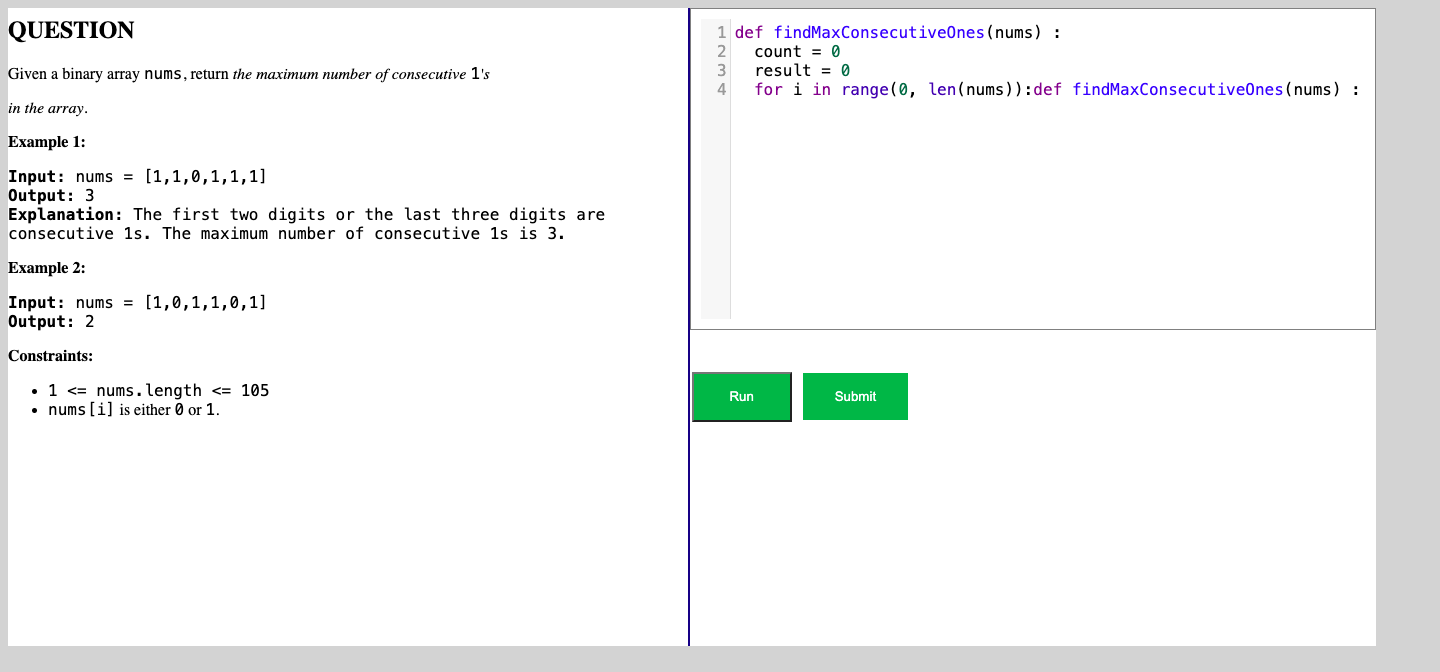 QUESTION
Given a binary array nums, return the maximum number of consecutive 1's
in the array.
Example 1:
Input: nums = [1,1,0,1,1,1]
Output: 3
Explanation: The first two digits or the last three digits are
consecutive 1s. The maximum number of consecutive 1s is 3.
Example 2:
Input: nums = [1,0,1,1,0,1]
Output: 2
Constraints:
• 1 <= nums.length <= 105
• nums[i] is either 0 or 1.
1 def findMaxConsecutiveOnes(nums) :
2   count = 0
3   result = 0
4   for i in range(0, len(nums)):def findMaxConsecutiveOnes(nums) :
Run Submit